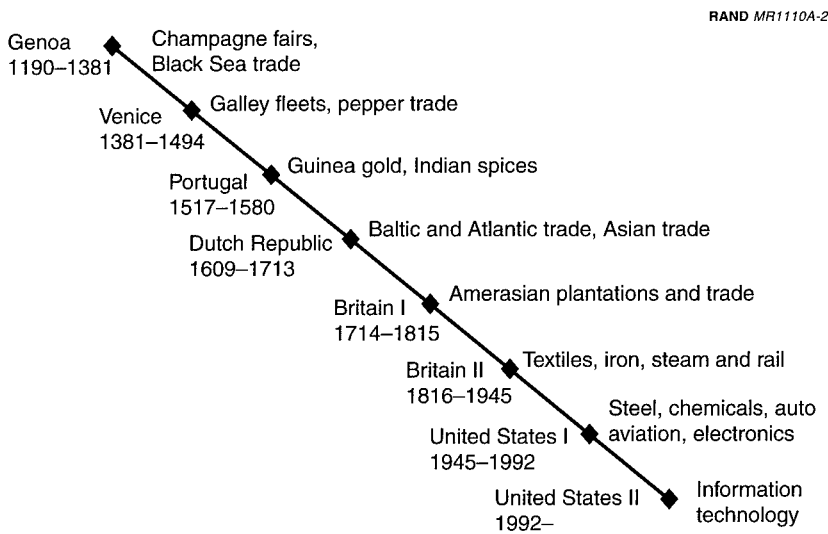 RAND MR1110A-2
Genoa
1190–1381
Champagne fairs,
Black Sea trade
Venice
1381–1494
Galley fleets, pepper trade
Portugal
1517–1580
Guinea gold, Indian spices
Dutch Republic
1609–1713
Baltic and Atlantic trade, Asian trade
Britain I
1714–1815
Amerasian plantations and trade
Britain II
1816–1945
Textiles, iron, steam and rail
United States I
1945–1992
Steel, chemicals, auto
aviation, electronics
United States II
1992–
Information
technology